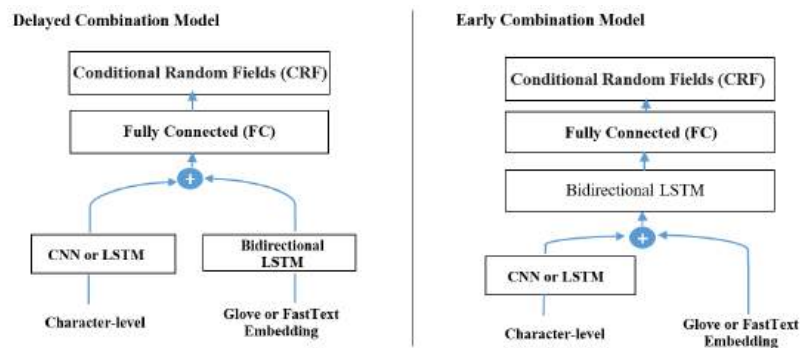 Delayed Combination Model
Conditional Random Fields (CRF)
Fully Connected (FC)
+
CNN or LSTM
Bidirectional
LSTM
Character-level
Glove or FastText
Embedding
Early Combination Model
Conditional Random Fields (CRF)
Fully Connected (FC)
Bidirectional LSTM
+
CNN or LSTM
Character-level
Glove or FastText
Embedding